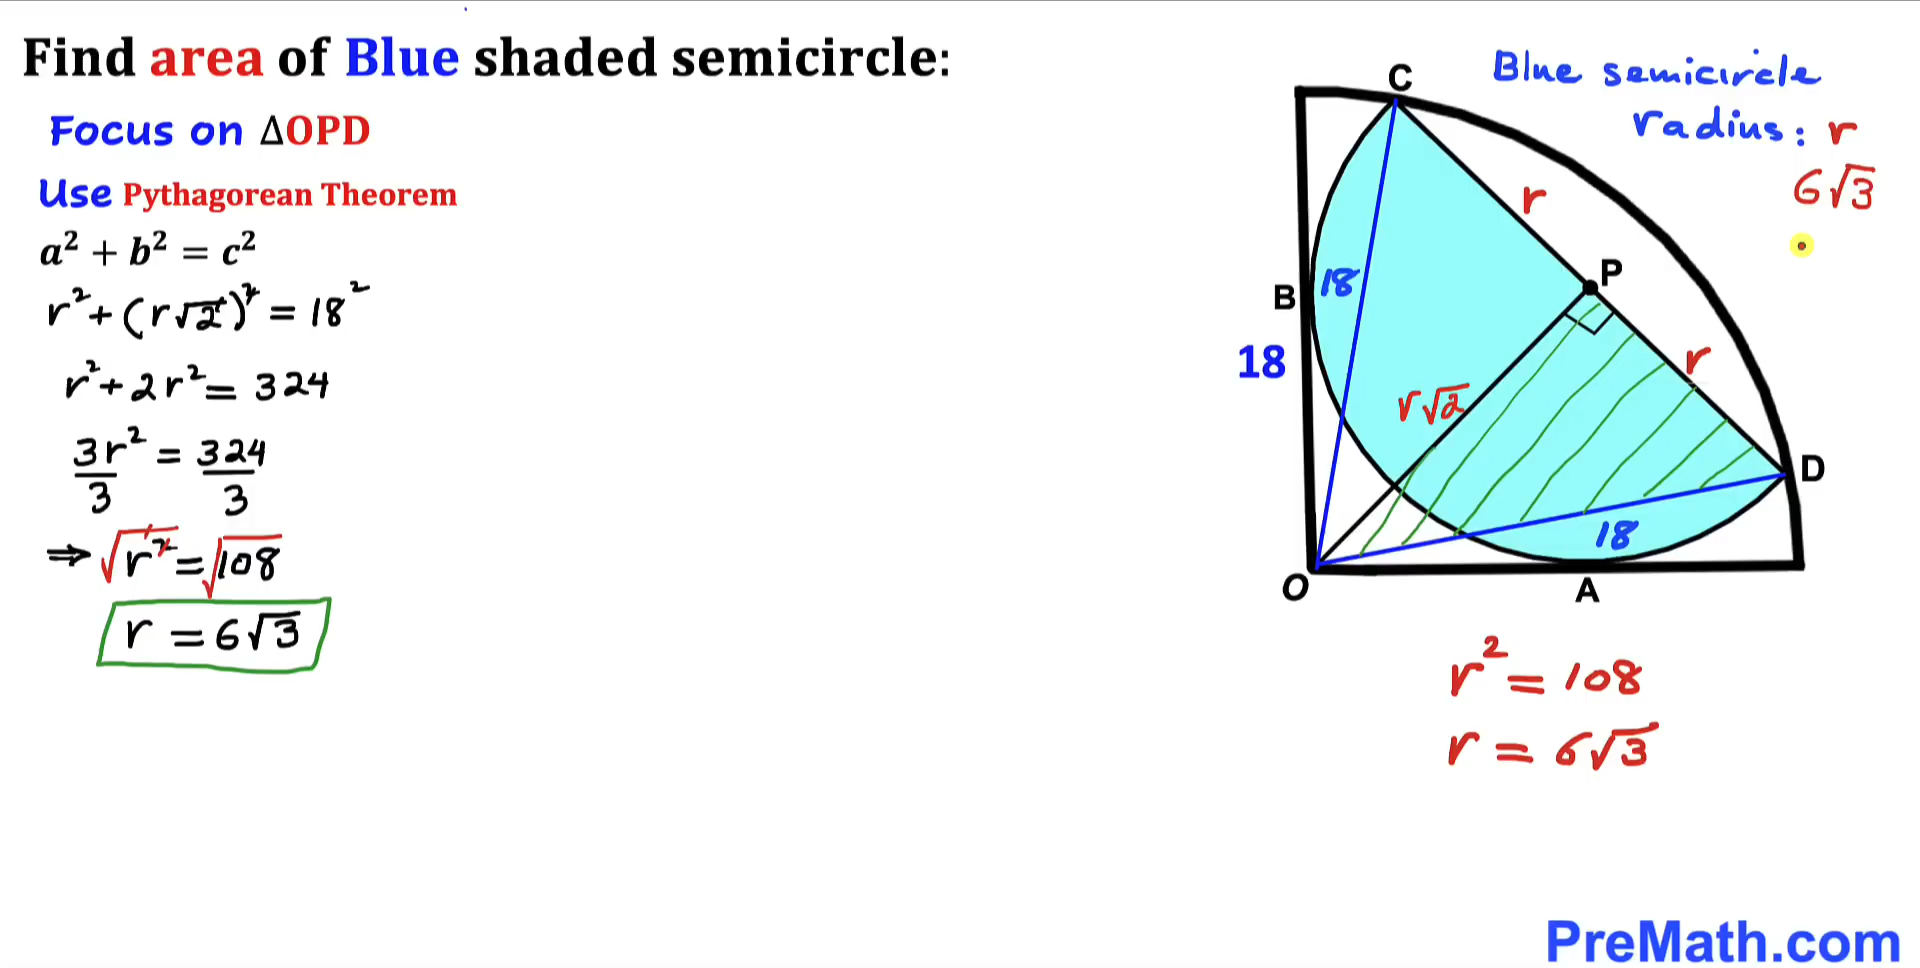 Find area of Blue shaded semicircle:
Focus on ΔOPD
Use Pythagorean Theorem
a² + b² = c²
r² + (r√2)² = 18²
r² + 2r² = 324
3r²/3 = 324/3
⇒ √r² = √108
r = 6√3
Blue semicircle
radius: r
6√3
C
r
P
B
18
18
r
r√2
D
18
O
A
r² = 108
r = 6√3
PreMath.com